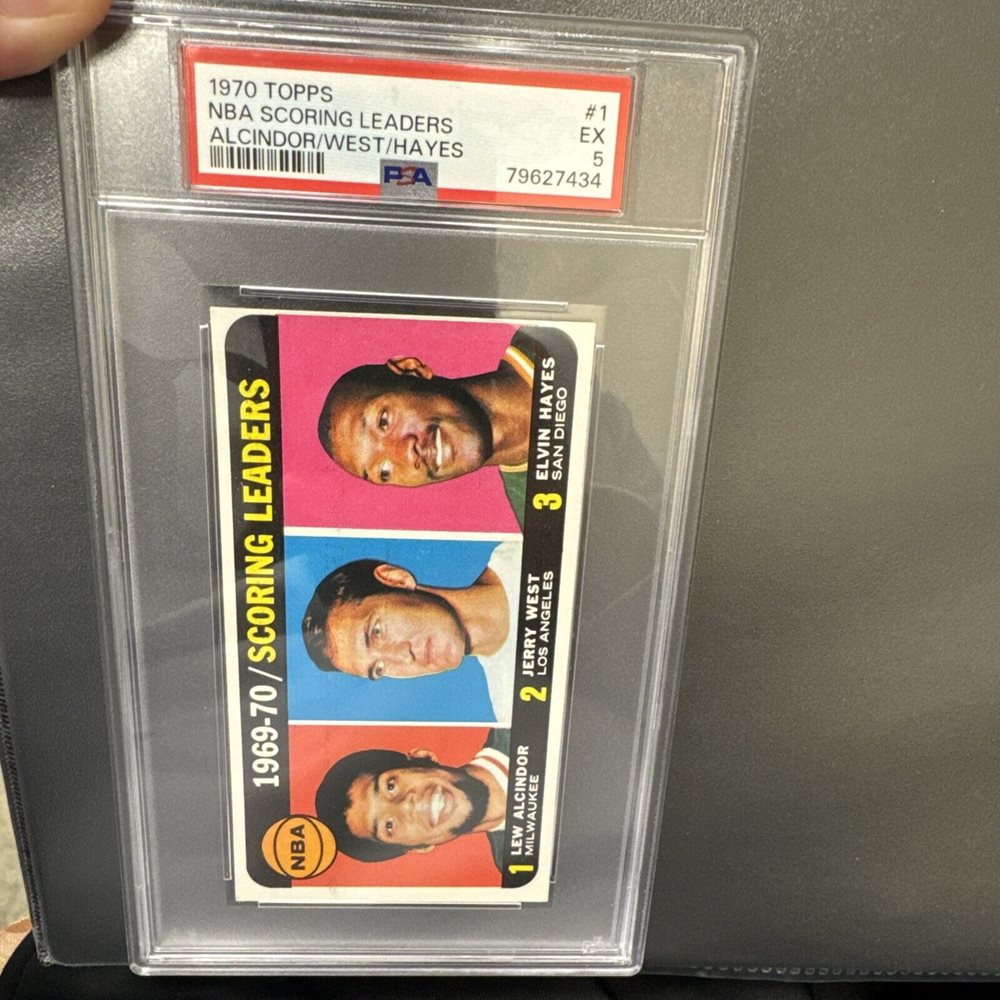 1970 TOPPS
#1
NBA SCORING LEADERS
EX
ALCINDOR/WEST/HAYES
5
PSA
79627434
1969-70/SCORING LEADERS
NBA
1 LEW ALCINDOR
MILWAUKEE
2 JERRY WEST
LOS ANGELES
3 ELVIN HAYES
SAN DIEGO